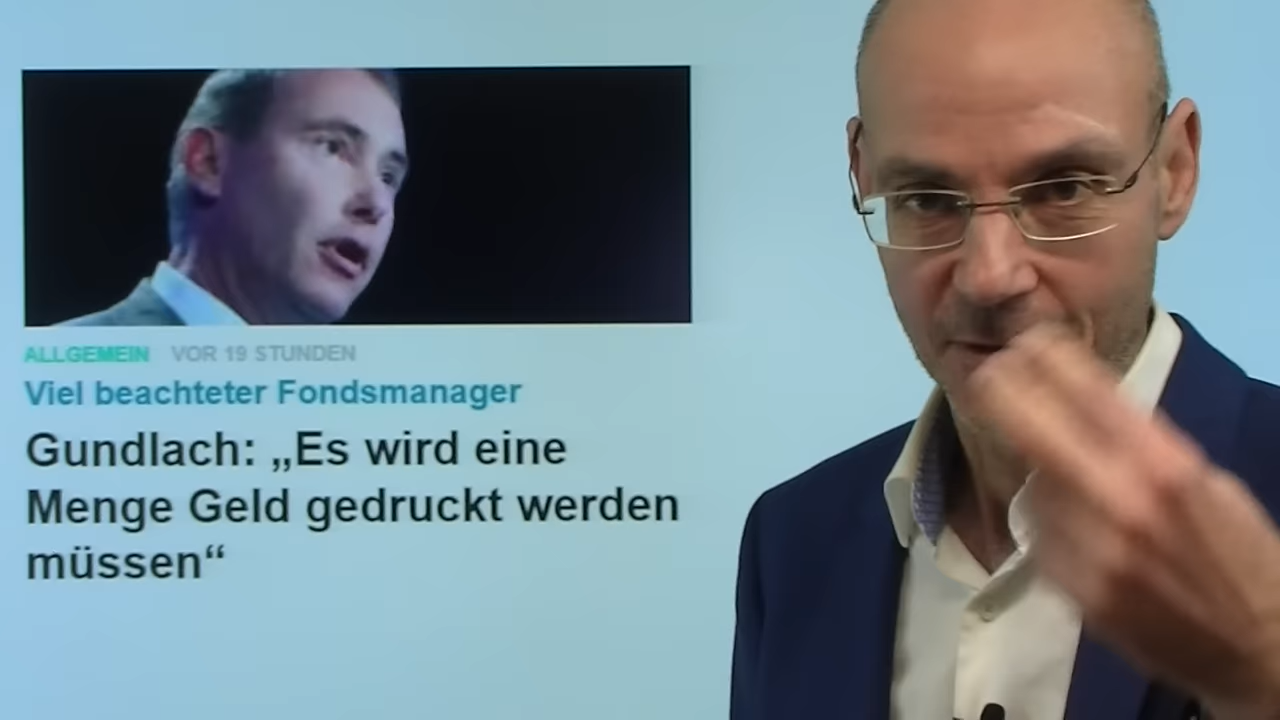 ALLGEMEIN VOR 19 STUNDEN
Viel beachteter Fondsmanager
Gundlach: „Es wird eine
Menge Geld gedruckt werden
müssen“